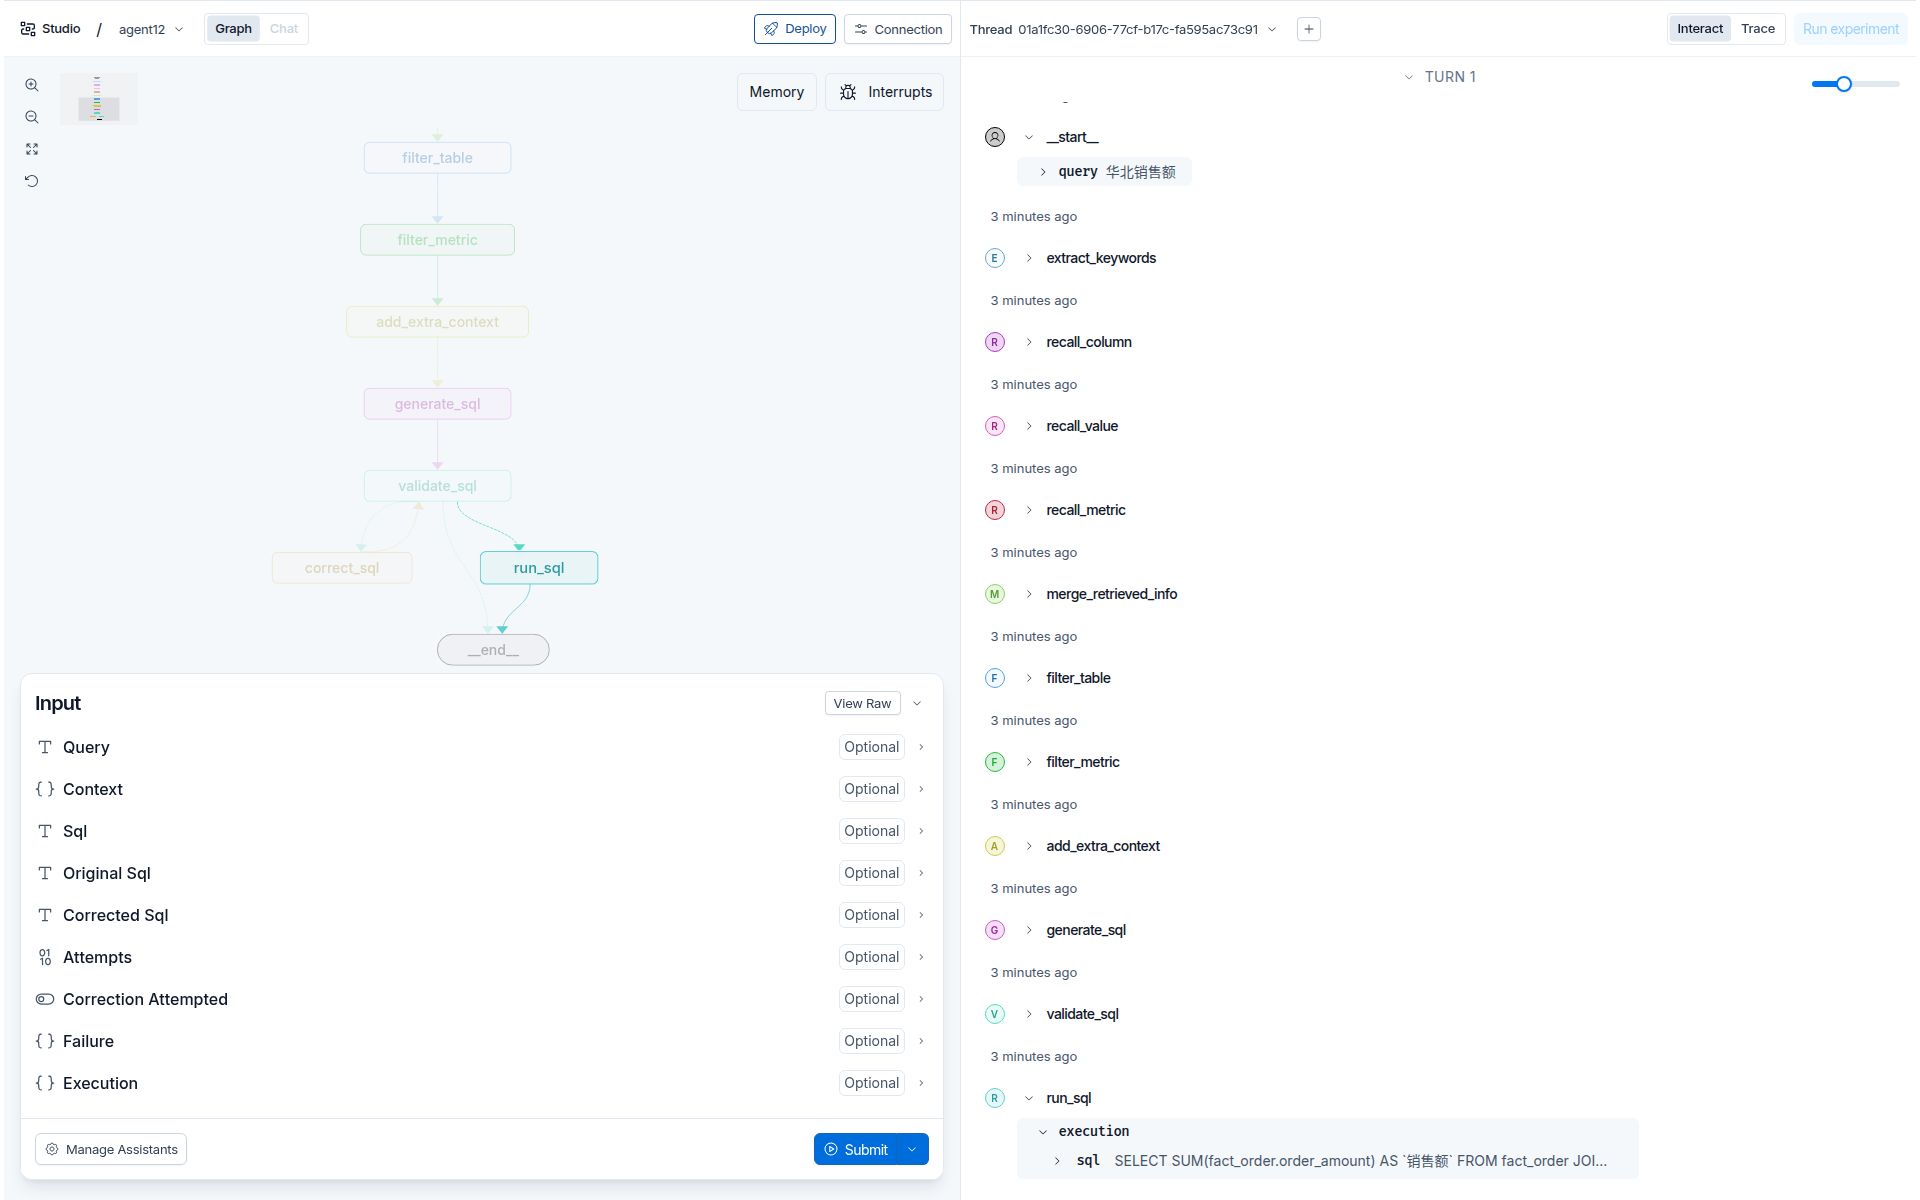 Studio / agent12
Graph
Chat
Deploy
Connection
Memory
Interrupts
filter_table
filter_metric
add_extra_context
generate_sql
validate_sql
correct_sql
run_sql
__end__
Input
View Raw
Query Optional
Context Optional
Sql Optional
Original Sql Optional
Corrected Sql Optional
Attempts Optional
Correction Attempted Optional
Failure Optional
Execution Optional
Manage Assistants
Submit
Thread 01a1fc30-6906-77cf-b17c-fa595ac73c91
Interact
Trace
Run experiment
TURN 1
__start__
query 华北销售额
3 minutes ago
E extract_keywords
3 minutes ago
R recall_column
3 minutes ago
R recall_value
3 minutes ago
R recall_metric
3 minutes ago
M merge_retrieved_info
3 minutes ago
F filter_table
3 minutes ago
F filter_metric
3 minutes ago
A add_extra_context
3 minutes ago
G generate_sql
3 minutes ago
V validate_sql
3 minutes ago
R run_sql
execution
sql SELECT SUM(fact_order.order_amount) AS `销售额` FROM fact_order JOI...